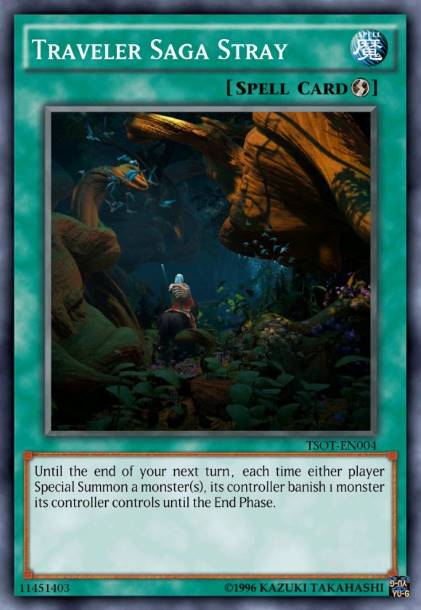 TRAVELER SAGA STRAY
SPELL
魔
[SPELL CARD]
TSOT-EN004
Until the end of your next turn, each time either player
Special Summon a monster(s), its controller banish 1 monster
its controller controls until the End Phase.
11451403
©1996 KAZUKI TAKAHASHI
YU-G